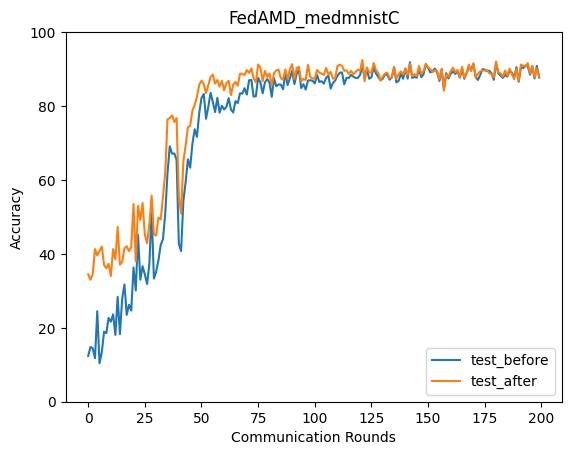 FedAMD_medmnistC
100
80
60
40
20
0
Accuracy
0 25 50 75 100 125 150 175 200
Communication Rounds
test_before
test_after